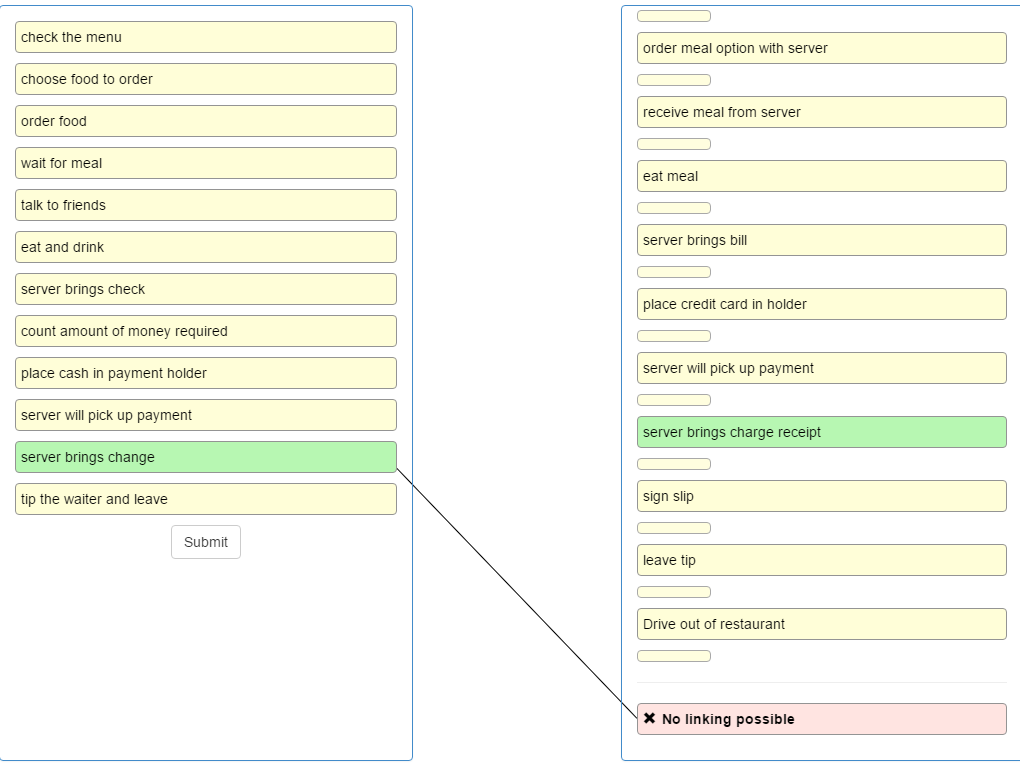 check the menu
choose food to order
order food
wait for meal
talk to friends
eat and drink
server brings check
count amount of money required
place cash in payment holder
server will pick up payment
server brings change
tip the waiter and leave
Submit
order meal option with server
receive meal from server
eat meal
server brings bill
place credit card in holder
server will pick up payment
server brings charge receipt
sign slip
leave tip
Drive out of restaurant
No linking possible